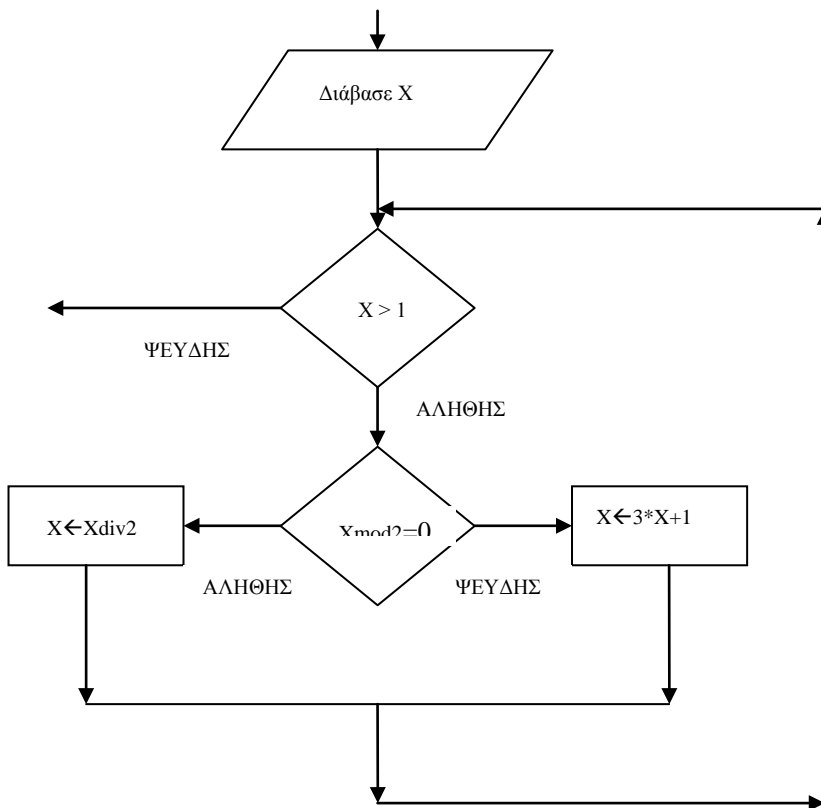 Διάβασε Χ
Χ > 1
ΨΕΥΔΗΣ
ΑΛΗΘΗΣ
Χ←Χdiv2
Χmod2=0
Χ←3*Χ+1
ΑΛΗΘΗΣ
ΨΕΥΔΗΣ